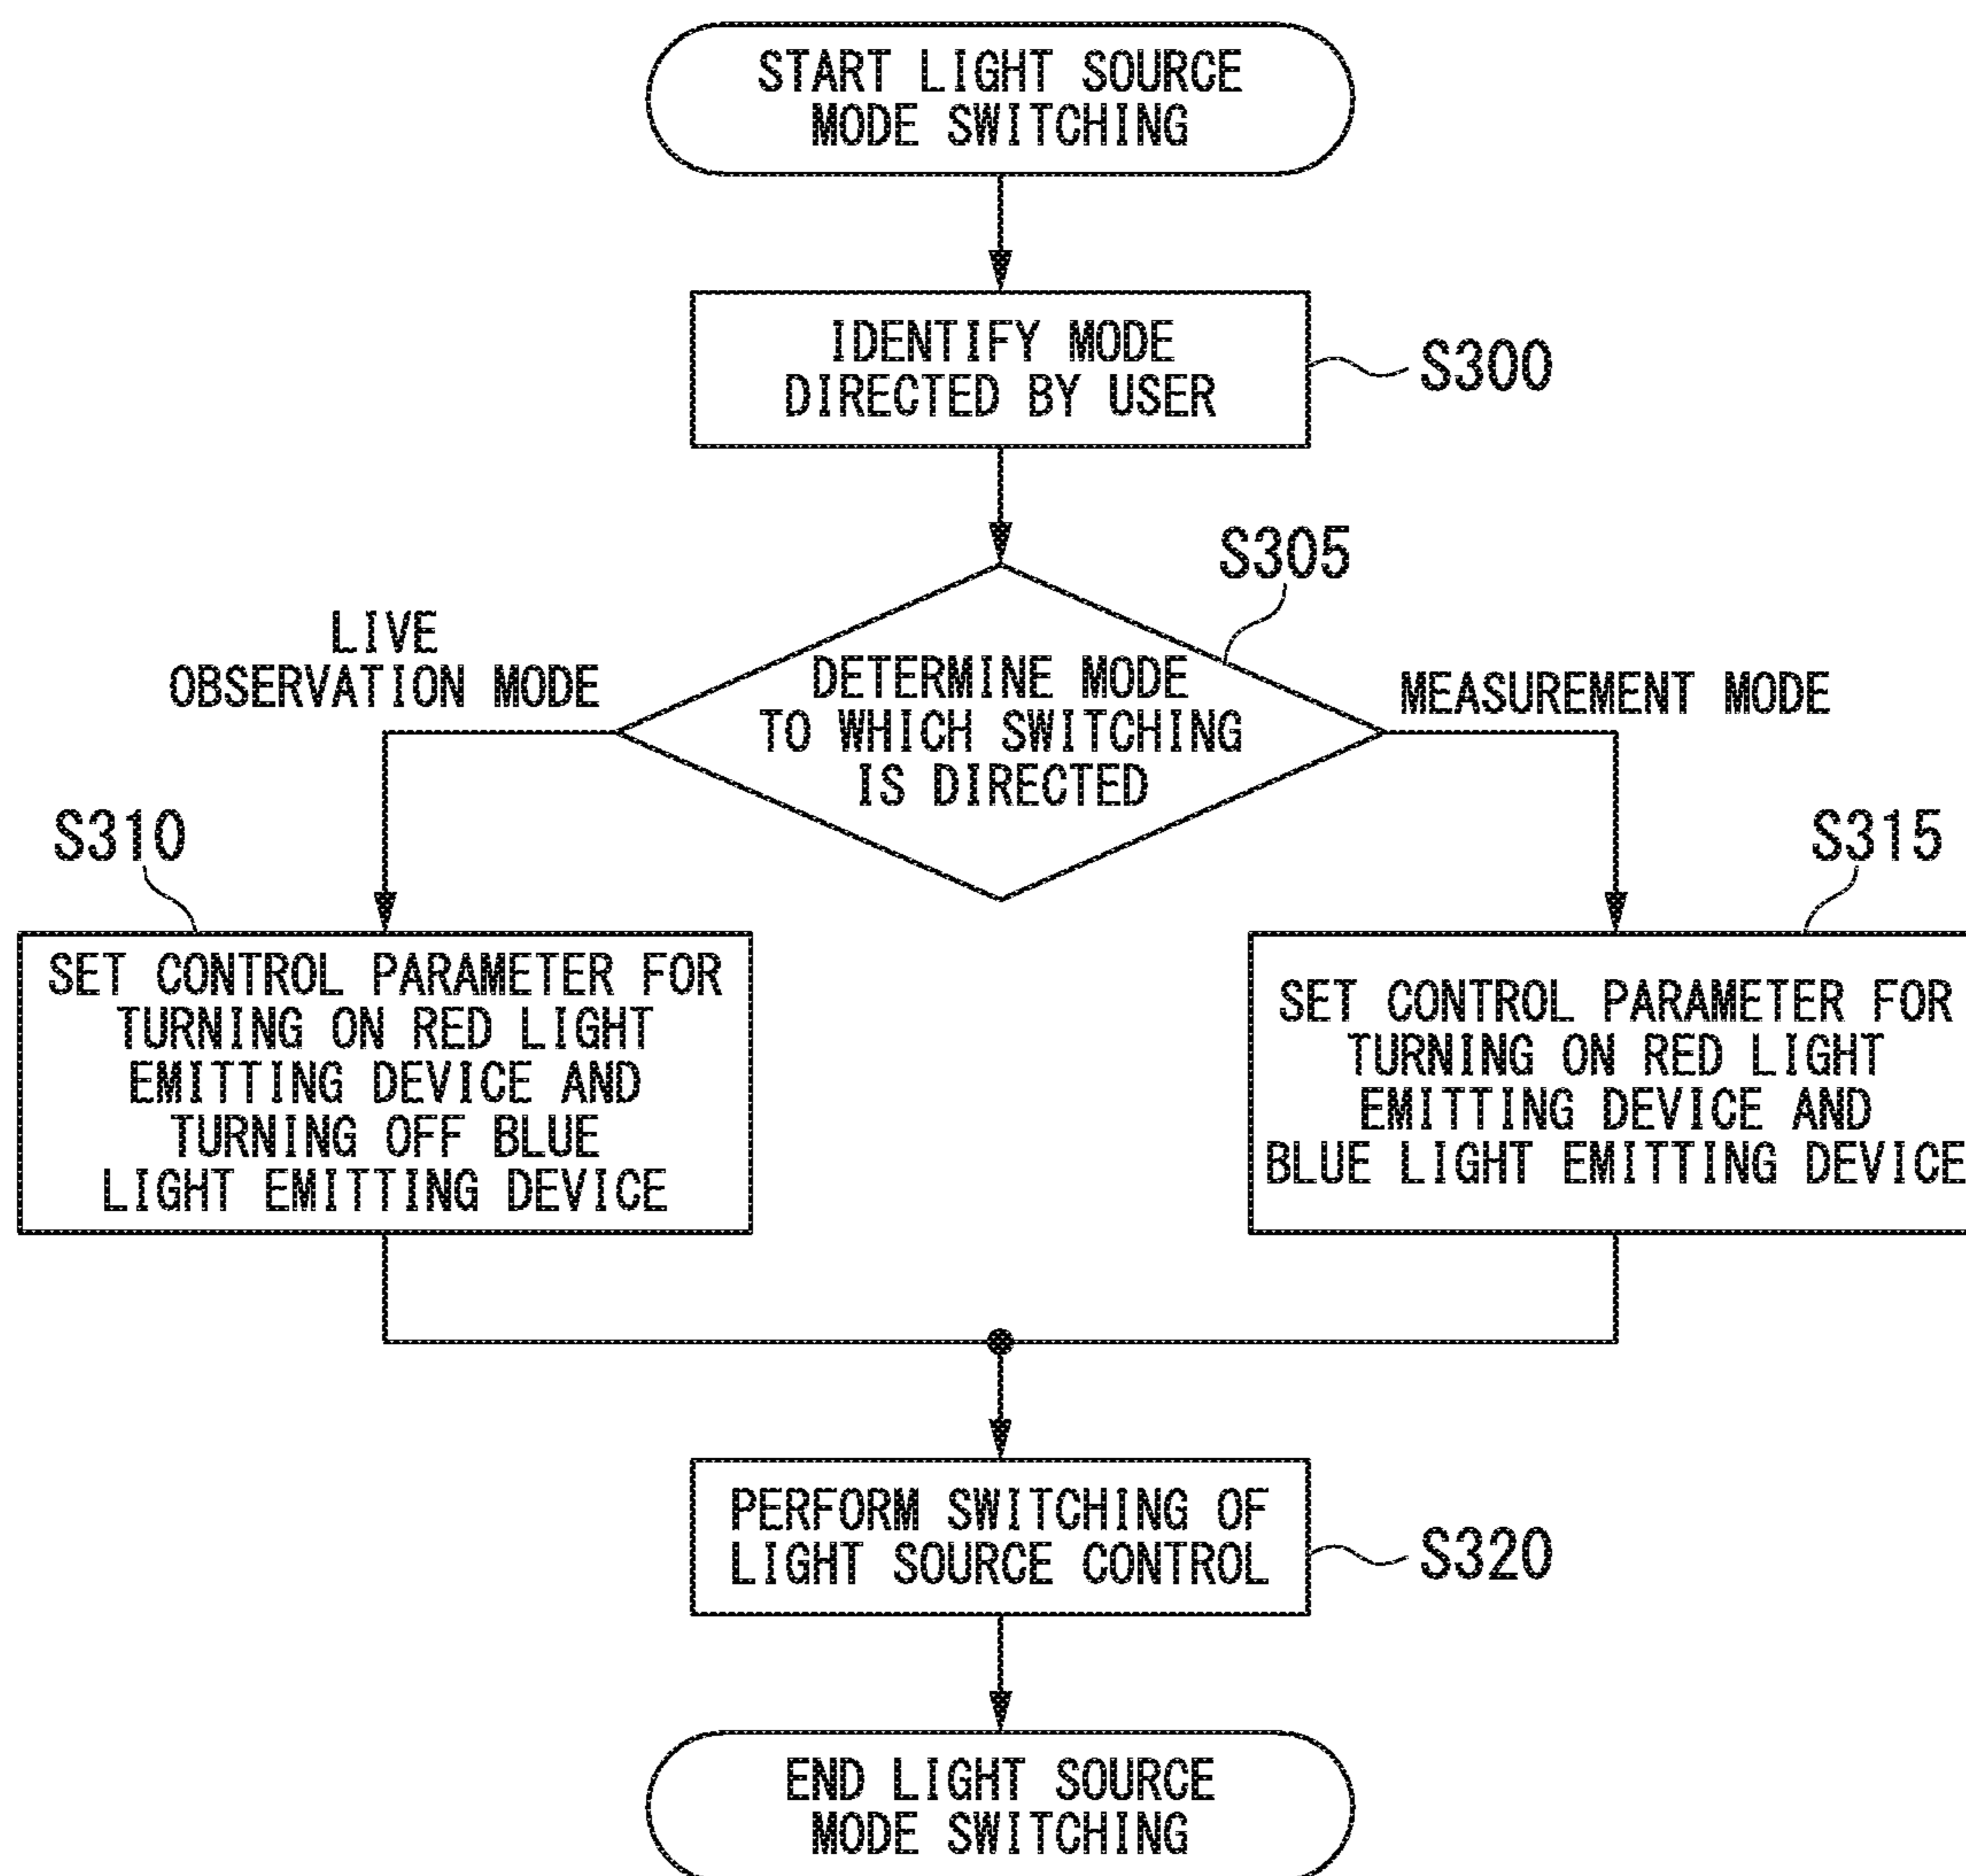 START LIGHT SOURCE
MODE SWITCHING
IDENTIFY MODE
DIRECTED BY USER
S300
S305
LIVE
OBSERVATION MODE
DETERMINE MODE
TO WHICH SWITCHING
IS DIRECTED
MEASUREMENT MODE
S310
S315
SET CONTROL PARAMETER FOR
TURNING ON RED LIGHT
EMITTING DEVICE AND
TURNING OFF BLUE
LIGHT EMITTING DEVICE
SET CONTROL PARAMETER FOR
TURNING ON RED LIGHT
EMITTING DEVICE AND
BLUE LIGHT EMITTING DEVICE
PERFORM SWITCHING OF
LIGHT SOURCE CONTROL
S320
END LIGHT SOURCE
MODE SWITCHING